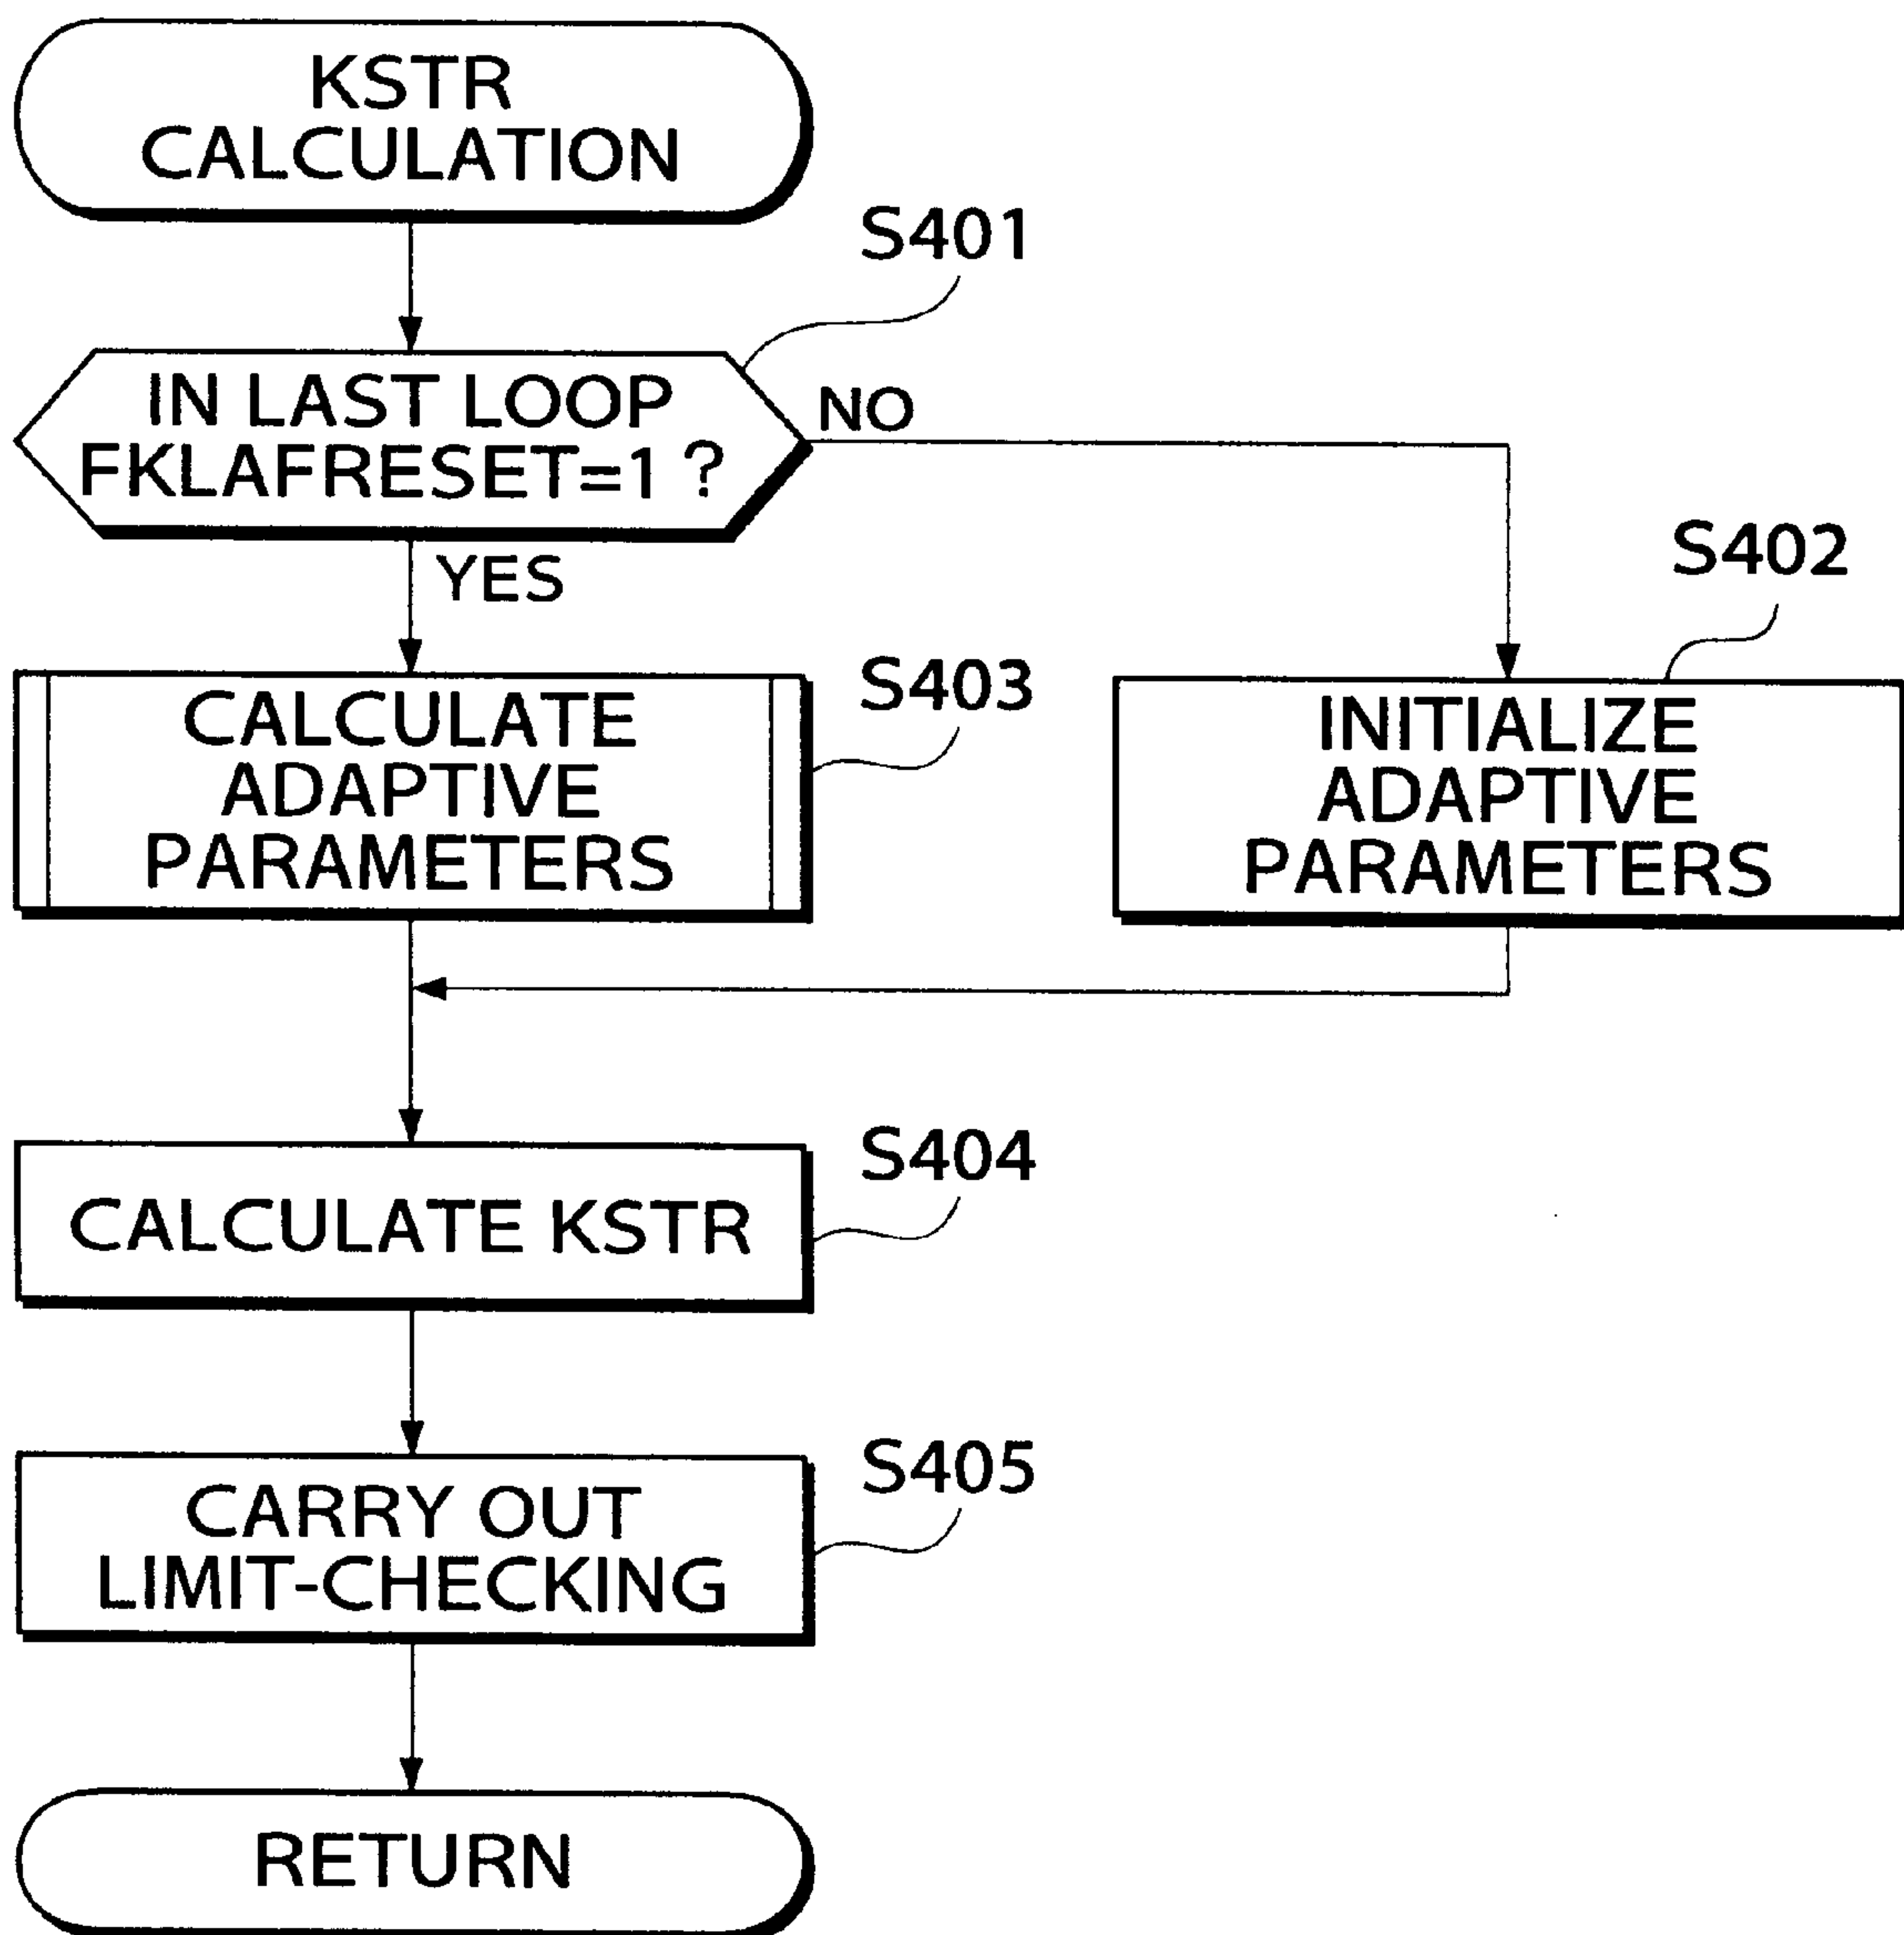 KSTR
CALCULATION
S401
IN LAST LOOP
FKLAFRESET=1 ?
NO
YES
S402
S403
CALCULATE
ADAPTIVE
PARAMETERS
INITIALIZE
ADAPTIVE
PARAMETERS
S404
CALCULATE KSTR
S405
CARRY OUT
LIMIT-CHECKING
RETURN